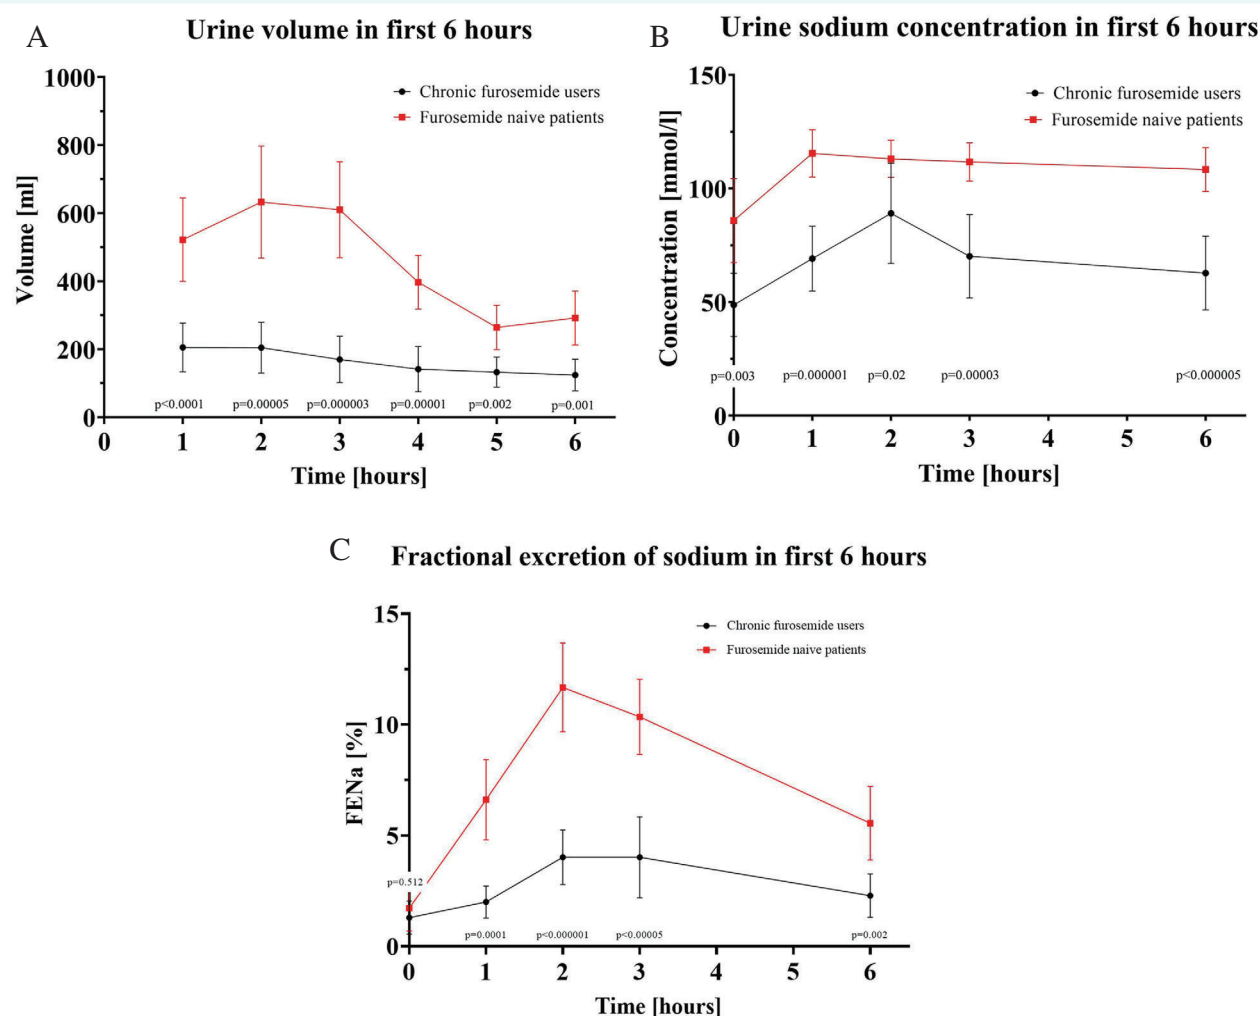 A
Urine volume in first 6 hours
Chronic furosemide users
Furosemide naive patients
Volume [ml]
1000
800
600
400
200
0
p<0.0001 p=0.00005 p=0.000003 p=0.00001 p=0.002 p=0.001
0 1 2 3 4 5 6
Time [hours]
B
Urine sodium concentration in first 6 hours
Chronic furosemide users
Furosemide naive patients
Concentration [mmol/l]
150
100
50
0
p=0.003 p=0.000001 p=0.02 p=0.00003 p<0.000005
0 1 2 3 4 5 6
Time [hours]
C
Fractional excretion of sodium in first 6 hours
Chronic furosemide users
Furosemide naive patients
FENa [%]
15
10
5
0
p=0.512
p=0.0001 p<0.000001 p<0.00005 p=0.002
0 1 2 3 4 5 6
Time [hours]